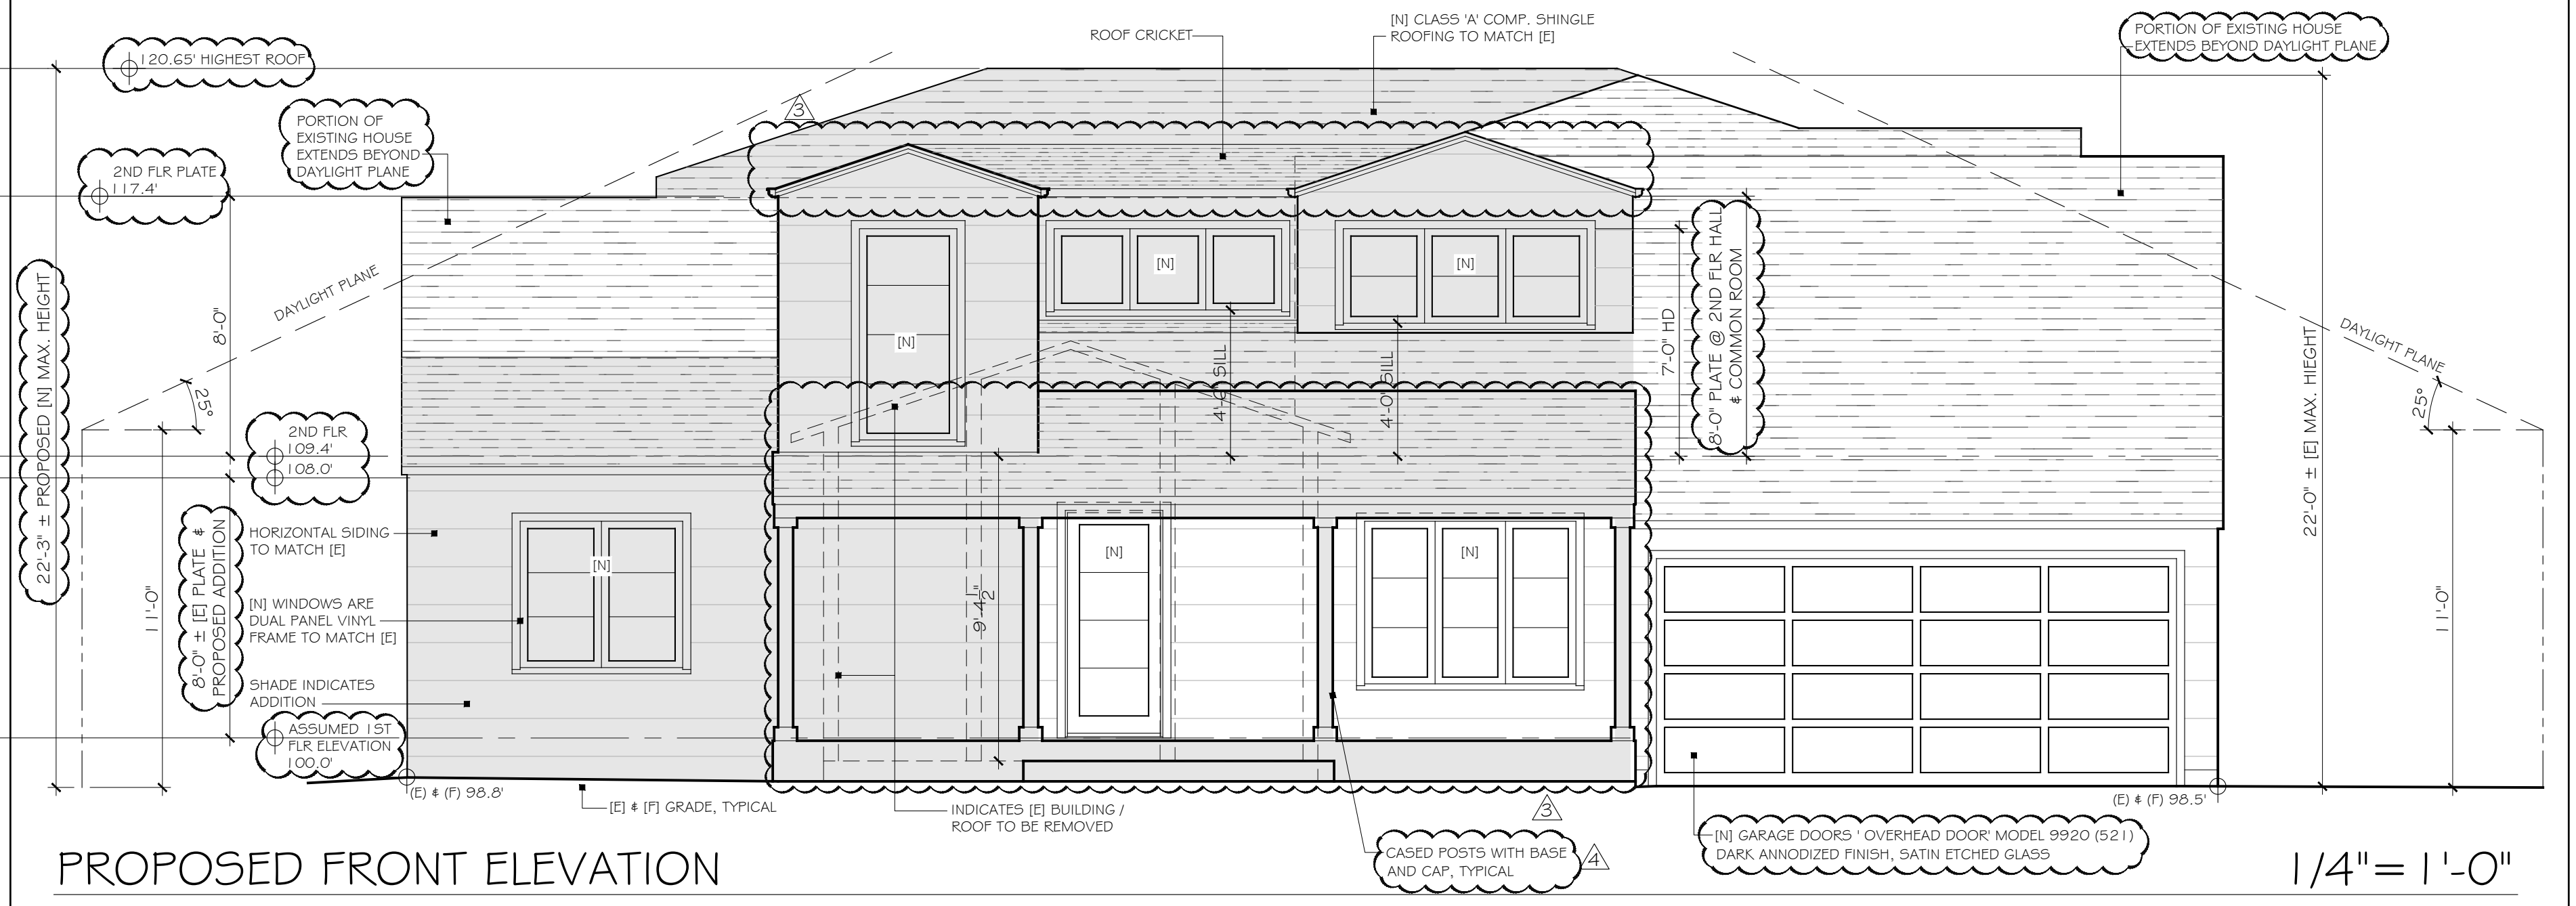 120.65' HIGHEST ROOF
ROOF CRICKET
[N] CLASS 'A' COMP. SHINGLE
ROOFING TO MATCH [E]
PORTION OF EXISTING HOUSE
EXTENDS BEYOND DAYLIGHT PLANE
3
PORTION OF
EXISTING HOUSE
EXTENDS BEYOND
DAYLIGHT PLANE
2ND FLR PLATE
117.4'
DAYLIGHT PLANE
25°
8'-0"
22'-3" ± PROPOSED [N] MAX. HEIGHT
11'-0"
2ND FLR
109.4'
108.0'
8'-0" ± [E] PLATE &
PROPOSED ADDITION
HORIZONTAL SIDING
TO MATCH [E]
[N] WINDOWS ARE
DUAL PANEL VINYL
FRAME TO MATCH [E]
SHADE INDICATES
ADDITION
ASSUMED 1ST
FLR ELEVATION
100.0'
[N]
[N]
[N]
[N]
[N]
[N]
4'-0" SILL
4'-0" SILL
7'-0" HD
8'-0" PLATE @ 2ND FLR HALL
& COMMON ROOM
9'-4 1/2"
22'-0" ± [E] MAX. HIEGHT
DAYLIGHT PLANE
25°
11'-0"
(E) & (F) 98.8'
[E] & [F] GRADE, TYPICAL
INDICATES [E] BUILDING /
ROOF TO BE REMOVED
3
CASED POSTS WITH BASE
AND CAP, TYPICAL
4
(E) & (F) 98.5'
[N] GARAGE DOORS ' OVERHEAD DOOR' MODEL 9920 (521)
DARK ANNODIZED FINISH, SATIN ETCHED GLASS
PROPOSED FRONT ELEVATION
1/4"= 1'-0"